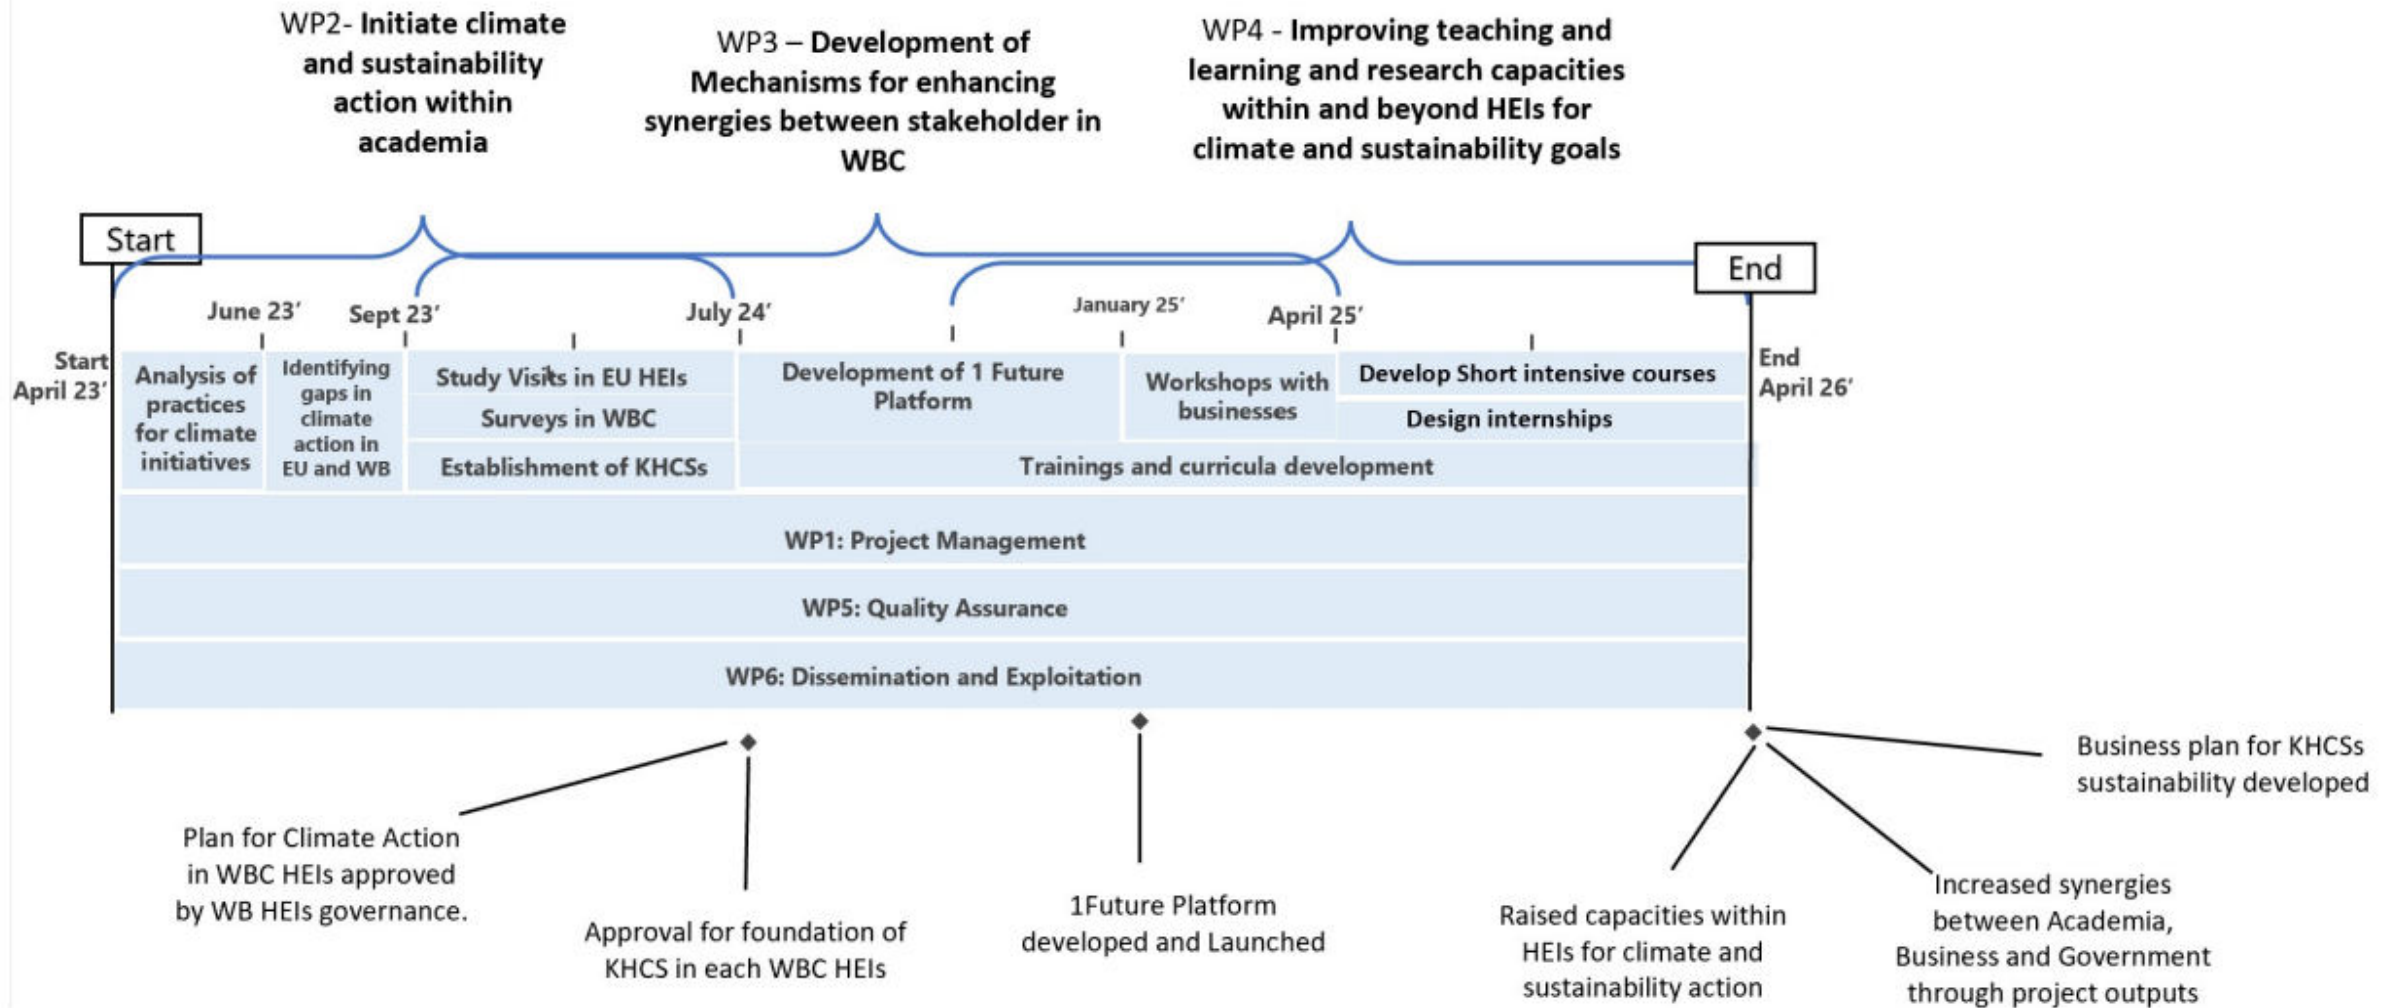 WP2- Initiate climate
and sustainability
action within
academia
WP3 – Development of
Mechanisms for enhancing
synergies between stakeholder in
WBC
WP4 - Improving teaching and
learning and research capacities
within and beyond HEIs for
climate and sustainability goals
Start
End
June 23′
Sept 23′
July 24′
January 25′
April 25′
Start
April 23′
End
April 26′
Analysis of
practices
for climate
initiatives
Identifying
gaps in
climate
action in
EU and WB
Study Visits in EU HEIs
Surveys in WBC
Establishment of KHCSs
Development of 1 Future
Platform
Workshops with
businesses
Develop Short intensive courses
Design internships
Trainings and curricula development
WP1: Project Management
WP5: Quality Assurance
WP6: Dissemination and Exploitation
Plan for Climate Action
in WBC HEIs approved
by WB HEIs governance.
Approval for foundation of
KHCS in each WBC HEIs
1Future Platform
developed and Launched
Raised capacities within
HEIs for climate and
sustainability action
Increased synergies
between Academia,
Business and Government
through project outputs
Business plan for KHCSs
sustainability developed